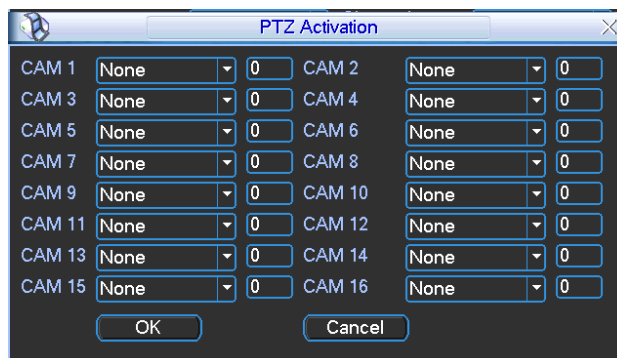 PTZ Activation
CAM 1 None 0 CAM 2 None 0
CAM 3 None 0 CAM 4 None 0
CAM 5 None 0 CAM 6 None 0
CAM 7 None 0 CAM 8 None 0
CAM 9 None 0 CAM 10 None 0
CAM 11 None 0 CAM 12 None 0
CAM 13 None 0 CAM 14 None 0
CAM 15 None 0 CAM 16 None 0
OK Cancel